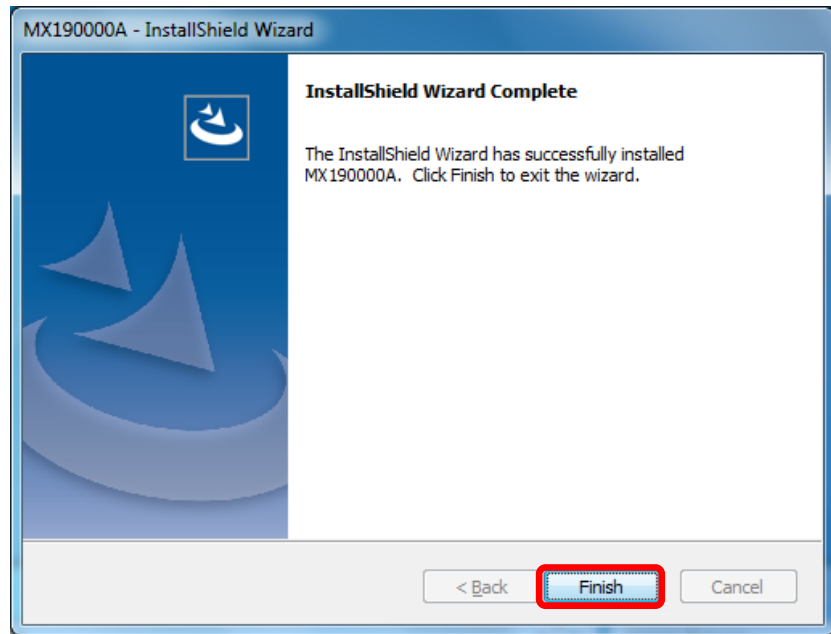 MX190000A - InstallShield Wizard
InstallShield Wizard Complete
The InstallShield Wizard has successfully installed
MX190000A. Click Finish to exit the wizard.
< Back Finish Cancel